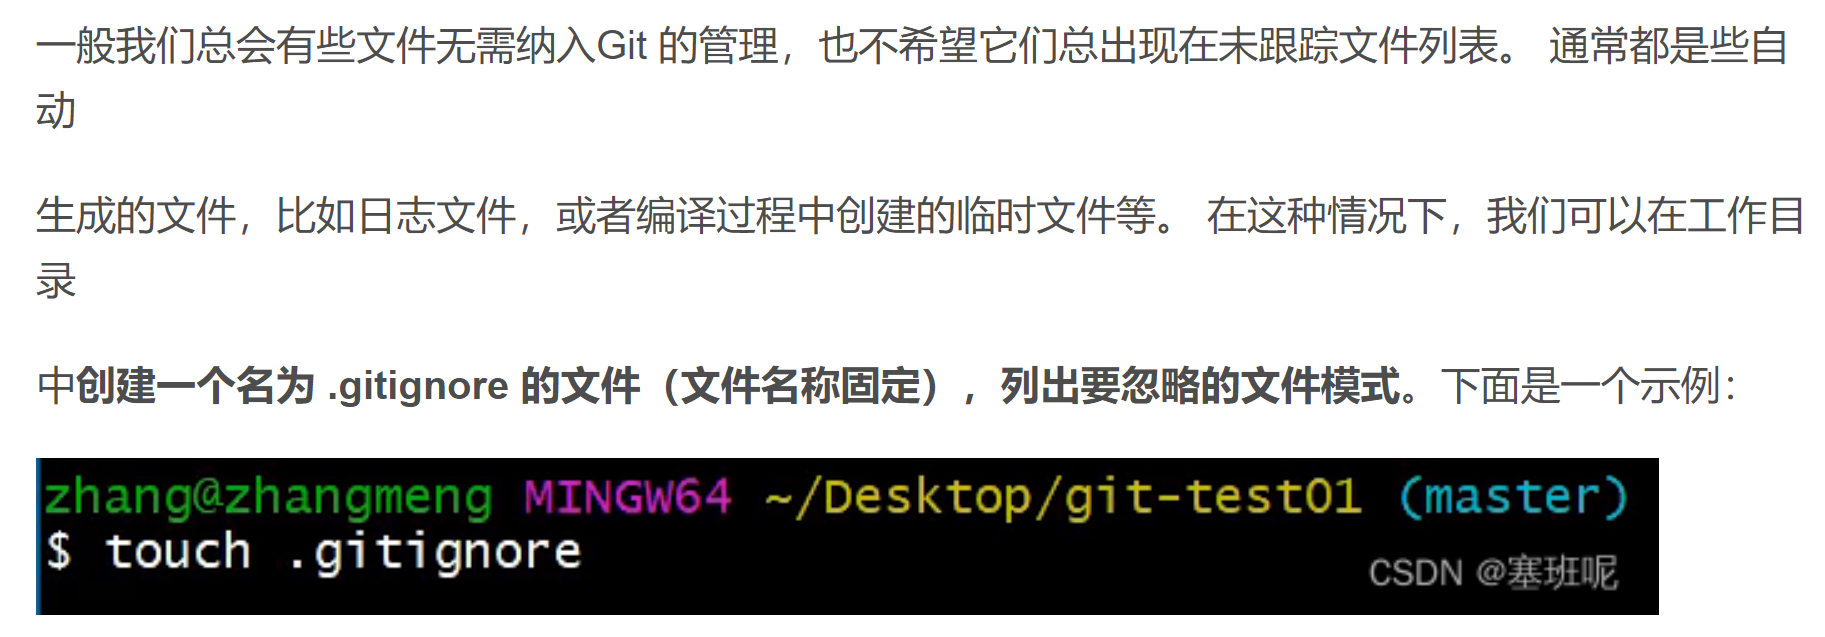 一般我们总会有些文件无需纳入Git 的管理，也不希望它们总出现在未跟踪文件列表。 通常都是些自
动
生成的文件，比如日志文件，或者编译过程中创建的临时文件等。 在这种情况下，我们可以在工作目
录
中创建一个名为 .gitignore 的文件（文件名称固定），列出要忽略的文件模式。下面是一个示例：
zhang@zhangmeng MINGW64 ~/Desktop/git-test01 (master)
$ touch .gitignore
CSDN @塞班呢